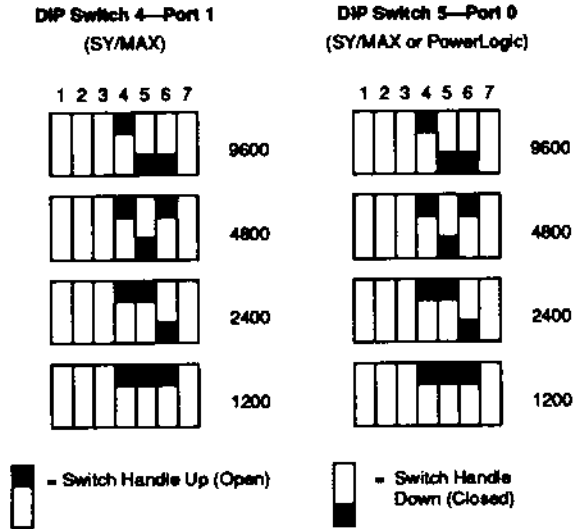 DIP Switch 4—Port 1
(SY/MAX)
1 2 3 4 5 6 7
9600
4800
2400
1200
= Switch Handle Up (Open)
DIP Switch 5—Port 0
(SY/MAX or PowerLogic)
1 2 3 4 5 6 7
9600
4800
2400
1200
= Switch Handle
Down (Closed)